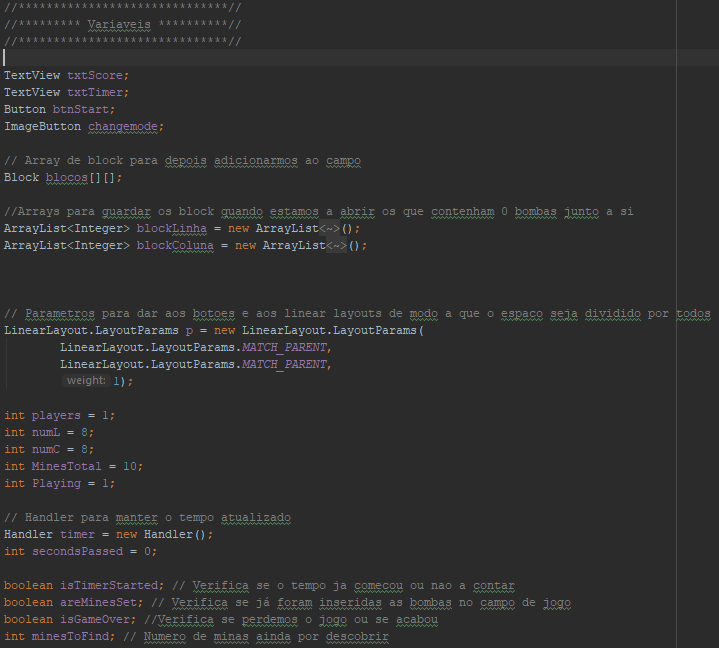 //******************************//
//********* Variaveis **********//
//******************************//
TextView txtScore;
TextView txtTimer;
Button btnStart;
ImageButton changemode;
// Array de block para depois adicionarmos ao campo
Block blocos[][];
//Arrays para guardar os block quando estamos a abrir os que contenham 0 bombas junto a si
ArrayList<Integer> blockLinha = new ArrayList<~>();
ArrayList<Integer> blockColuna = new ArrayList<~>();
// Parametros para dar aos botoes e aos linear layouts de modo a que o espaco seja dividido por todos
LinearLayout.LayoutParams p = new LinearLayout.LayoutParams(
LinearLayout.LayoutParams.MATCH_PARENT,
LinearLayout.LayoutParams.MATCH_PARENT,
weight: 1);
int players = 1;
int numL = 8;
int numC = 8;
int MinesTotal = 10;
int Playing = 1;
// Handler para manter o tempo atualizado
Handler timer = new Handler();
int secondsPassed = 0;
boolean isTimerStarted; // Verifica se o tempo ja comecou ou nao a contar
boolean areMinesSet; // Verifica se já foram inseridas as bombas no campo de jogo
boolean isGameOver; //Verifica se perdemos o jogo ou se acabou
int minesToFind; // Numero de minas ainda por descobrir